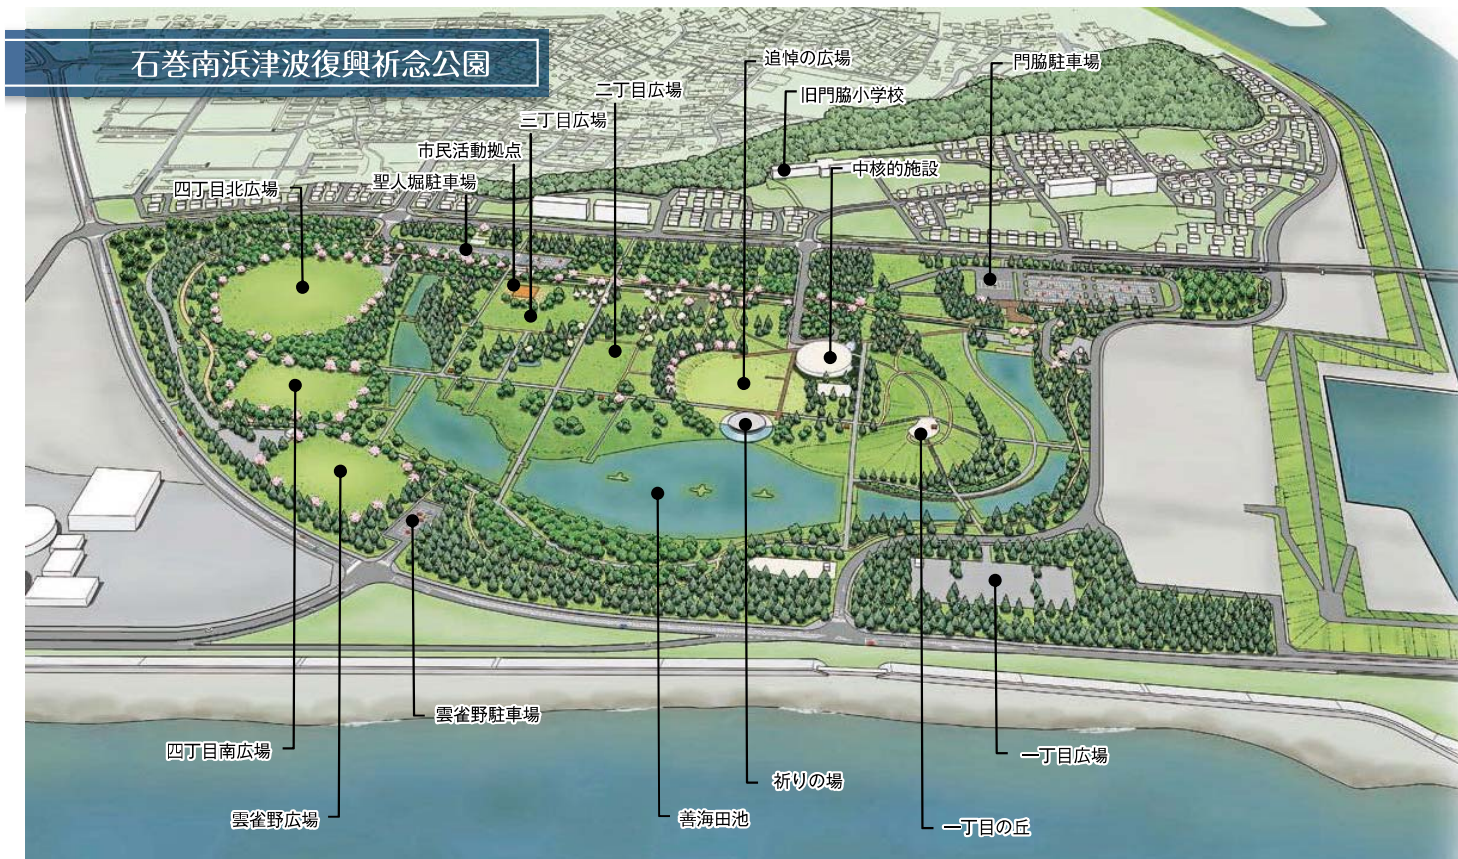 石巻南浜津波復興祈念公園
追悼の広場
門脇駐車場
二丁目広場
旧門脇小学校
三丁目広場
市民活動拠点
中核的施設
聖人堀駐車場
四丁目北広場
雲雀野駐車場
四丁目南広場
一丁目広場
祈りの場
雲雀野広場
善海田池
一丁目の丘